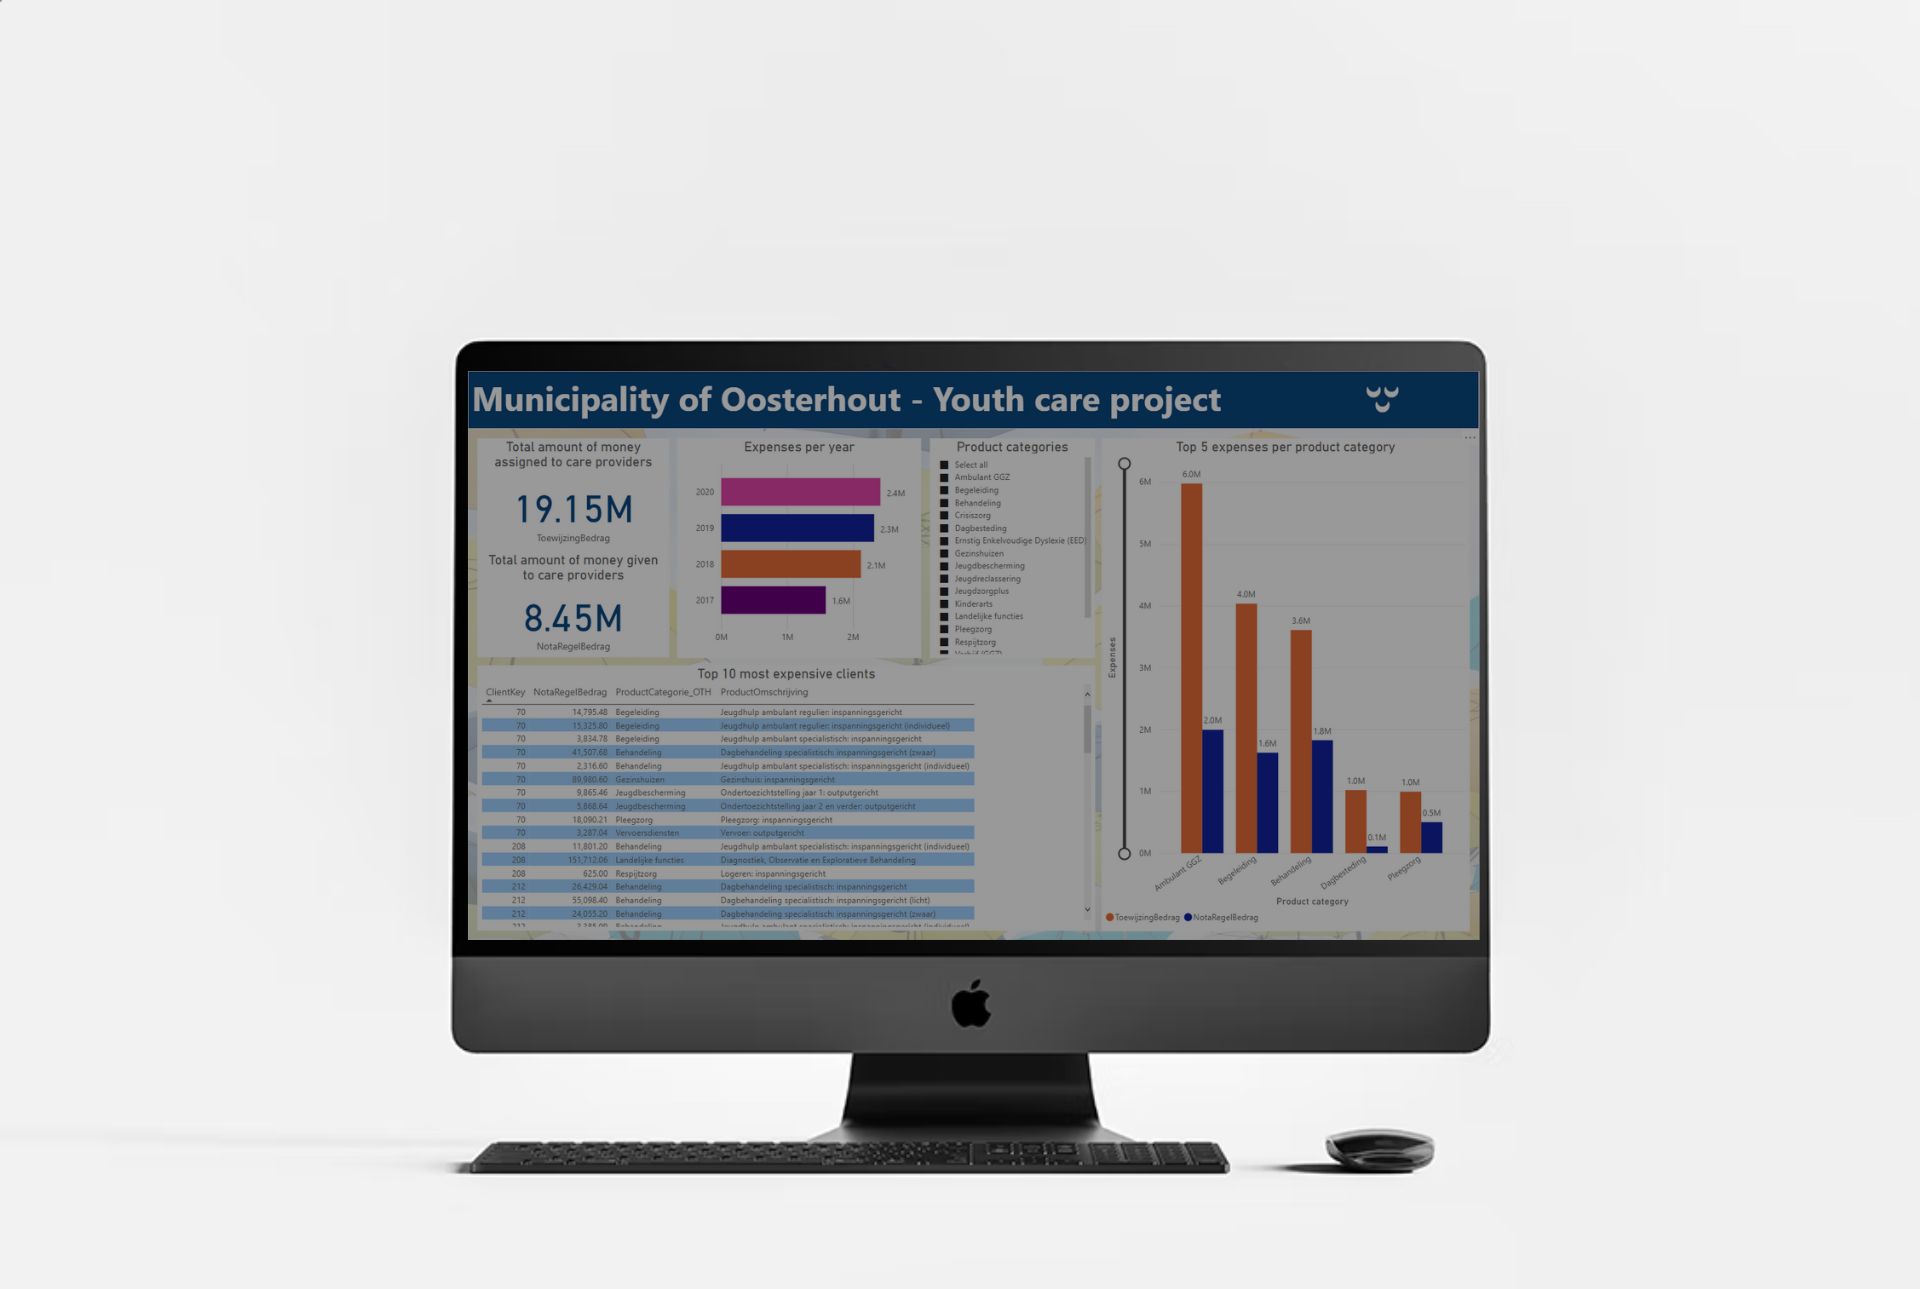 Municipality of Oosterhout - Youth care project
Total amount of money
assigned to care providers
19.15M
ToewijzingBedrag
Total amount of money given
to care providers
8.45M
NotaRegelBedrag
Expenses per year
2020
2.4M
2019
2.3M
2018
2.1M
2017
1.6M
0M 1M 2M
Product categories
Select all
Ambulant GGZ
Begeleiding
Behandeling
Crisiszorg
Dagbesteding
Ernstig Enkelvoudige Dyslexie (EED)
Gezinshuizen
Jeugdbescherming
Jeugdreclassering
Jeugdzorgplus
Kinderarts
Landelijke functies
Pleegzorg
Respijtzorg
Top 10 most expensive clients
ClientKey NotaRegelBedrag ProductCategorie_OTH ProductOmschrijving
70 14,795.48 Begeleiding Jeugdhulp ambulant regulier: inspanningsgericht
70 15,325.80 Begeleiding Jeugdhulp ambulant regulier: inspanningsgericht (individueel)
70 3,834.78 Begeleiding Jeugdhulp ambulant specialistisch: inspanningsgericht
70 41,507.68 Behandeling Dagbehandeling specialistisch: inspanningsgericht (zwaar)
70 2,316.60 Behandeling Jeugdhulp ambulant specialistisch: inspanningsgericht (individueel)
70 89,980.60 Gezinshuizen Gezinshuis: inspanningsgericht
70 9,865.46 Jeugdbescherming Ondertoezichtstelling jaar 1: outputgericht
70 5,868.64 Jeugdbescherming Ondertoezichtstelling jaar 2 en verder: outputgericht
70 18,090.21 Pleegzorg Pleegzorg: inspanningsgericht
70 3,287.04 Vervoersdiensten Vervoer: outputgericht
208 11,801.20 Behandeling Jeugdhulp ambulant specialistisch: inspanningsgericht (individueel)
208 151,712.06 Landelijke functies Diagnostiek, Observatie en Exploratieve Behandeling
208 625.00 Respijtzorg Logeren: inspanningsgericht
212 26,429.04 Behandeling Dagbehandeling specialistisch: inspanningsgericht
212 55,098.40 Behandeling Dagbehandeling specialistisch: inspanningsgericht (licht)
212 24,055.20 Behandeling Dagbehandeling specialistisch: inspanningsgericht (zwaar)
Top 5 expenses per product category
Expenses
6M
5M
4M
3M
2M
1M
0M
6.0M
2.0M
4.0M
1.6M
3.6M
1.8M
1.0M
0.1M
1.0M
0.5M
Ambulant GGZ
Begeleiding
Behandeling
Dagbesteding
Pleegzorg
Product category
ToewijzingBedrag NotaRegelBedrag